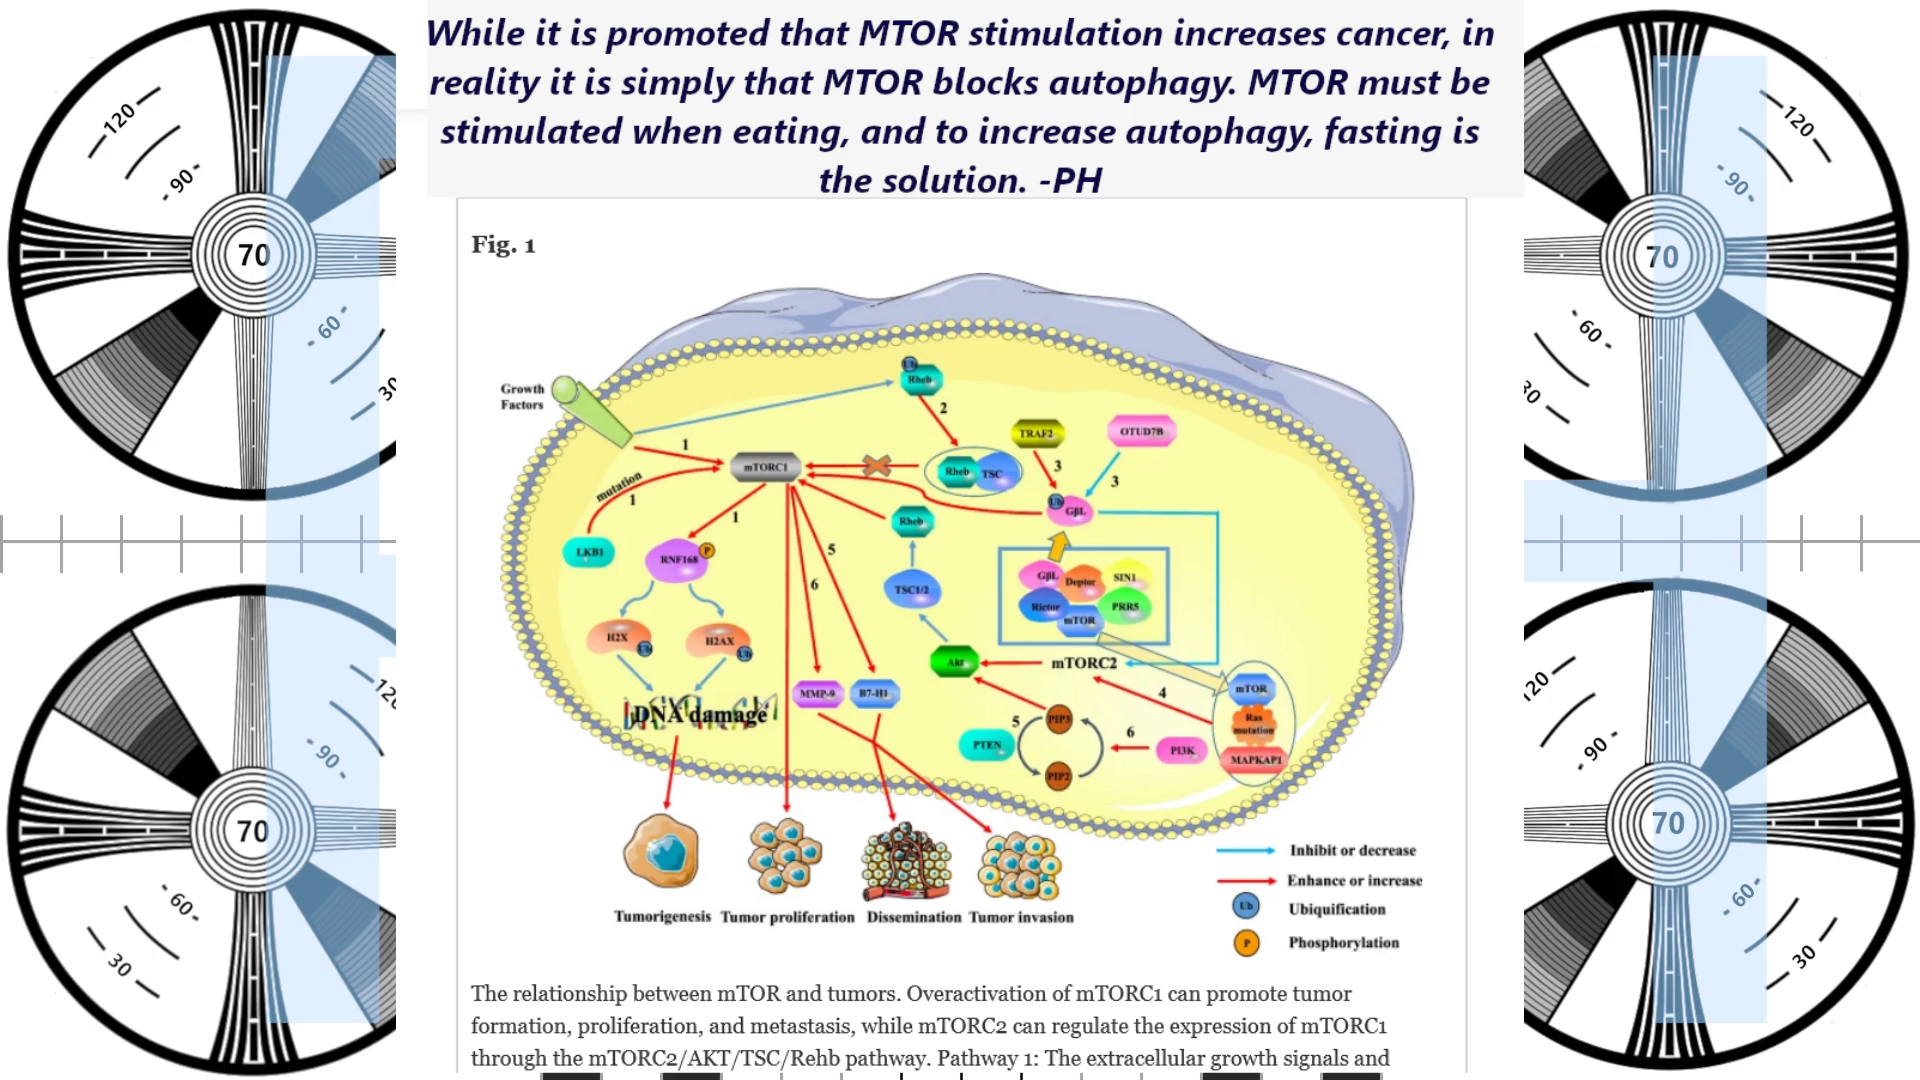 While it is promoted that MTOR stimulation increases cancer, in
reality it is simply that MTOR blocks autophagy. MTOR must be
stimulated when eating, and to increase autophagy, fasting is
the solution. -PH
120
90
70
60
30
120
90
70
60
30
Fig. 1
Growth
Factors
Ub
Rheb
2
1
TRAF2
OTUD7B
mTORC1
Rheb
TSC
3
3
mutation
1
Ub
GβL
1
Rheb
LKB1
RNF168
P
5
6
TSC1/2
GβL
Deptor
SIN1
Rictor
mTOR
PRR5
H2X
Ub
H2AX
Ub
Akt
mTORC2
mTOR
4
Ras
mutation
MAPKAP1
MMP-9
B7-H1
DNA damage
PTEN
5
PIP3
PIP2
6
PI3K
Tumorigenesis
Tumor proliferation
Dissemination
Tumor invasion
Inhibit or decrease
Enhance or increase
Ub
Ubiquification
P
Phosphorylation
120
90
70
60
30
120
90
70
60
30
The relationship between mTOR and tumors. Overactivation of mTORC1 can promote tumor
formation, proliferation, and metastasis, while mTORC2 can regulate the expression of mTORC1
through the mTORC2/AKT/TSC/Rehb pathway. Pathway 1: The extracellular growth signals and